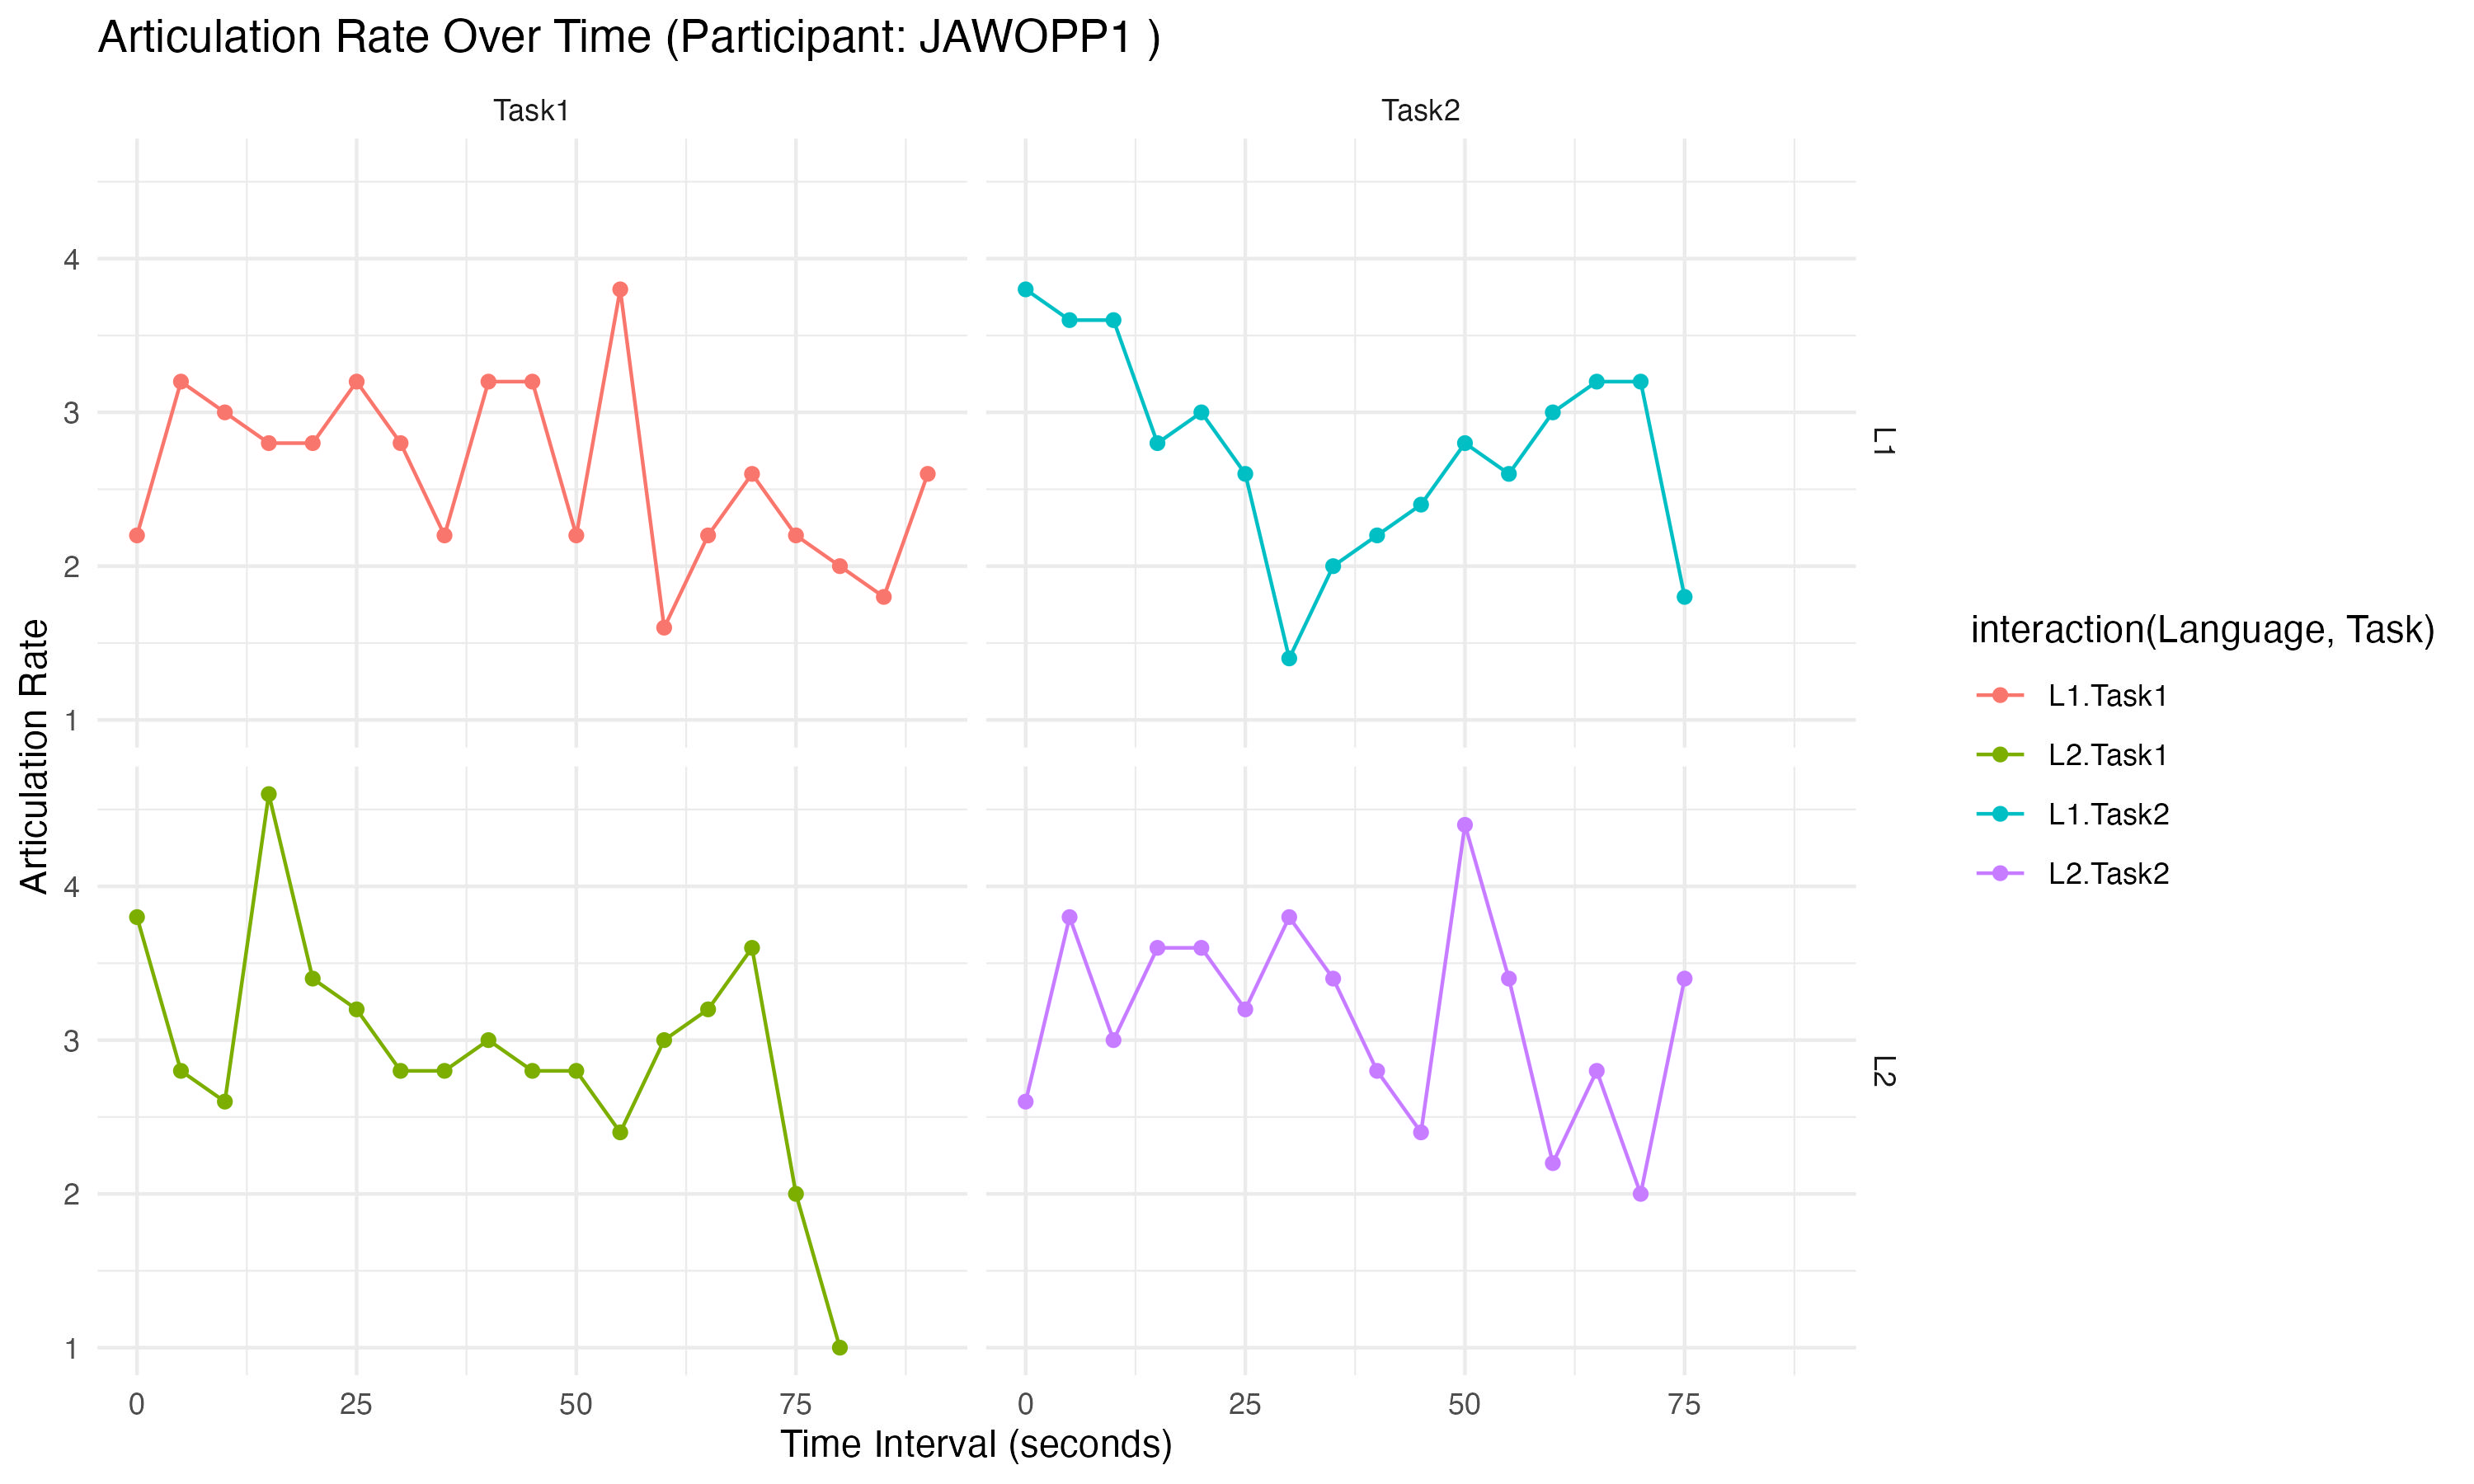 Articulation Rate Over Time (Participant: JAWOPP1 )
Task1
Task2
4
3
2
1
L1
Articulation Rate
4
3
2
1
L2
0
25
50
75
0
25
50
75
Time Interval (seconds)
interaction(Language, Task)
L1.Task1
L2.Task1
L1.Task2
L2.Task2